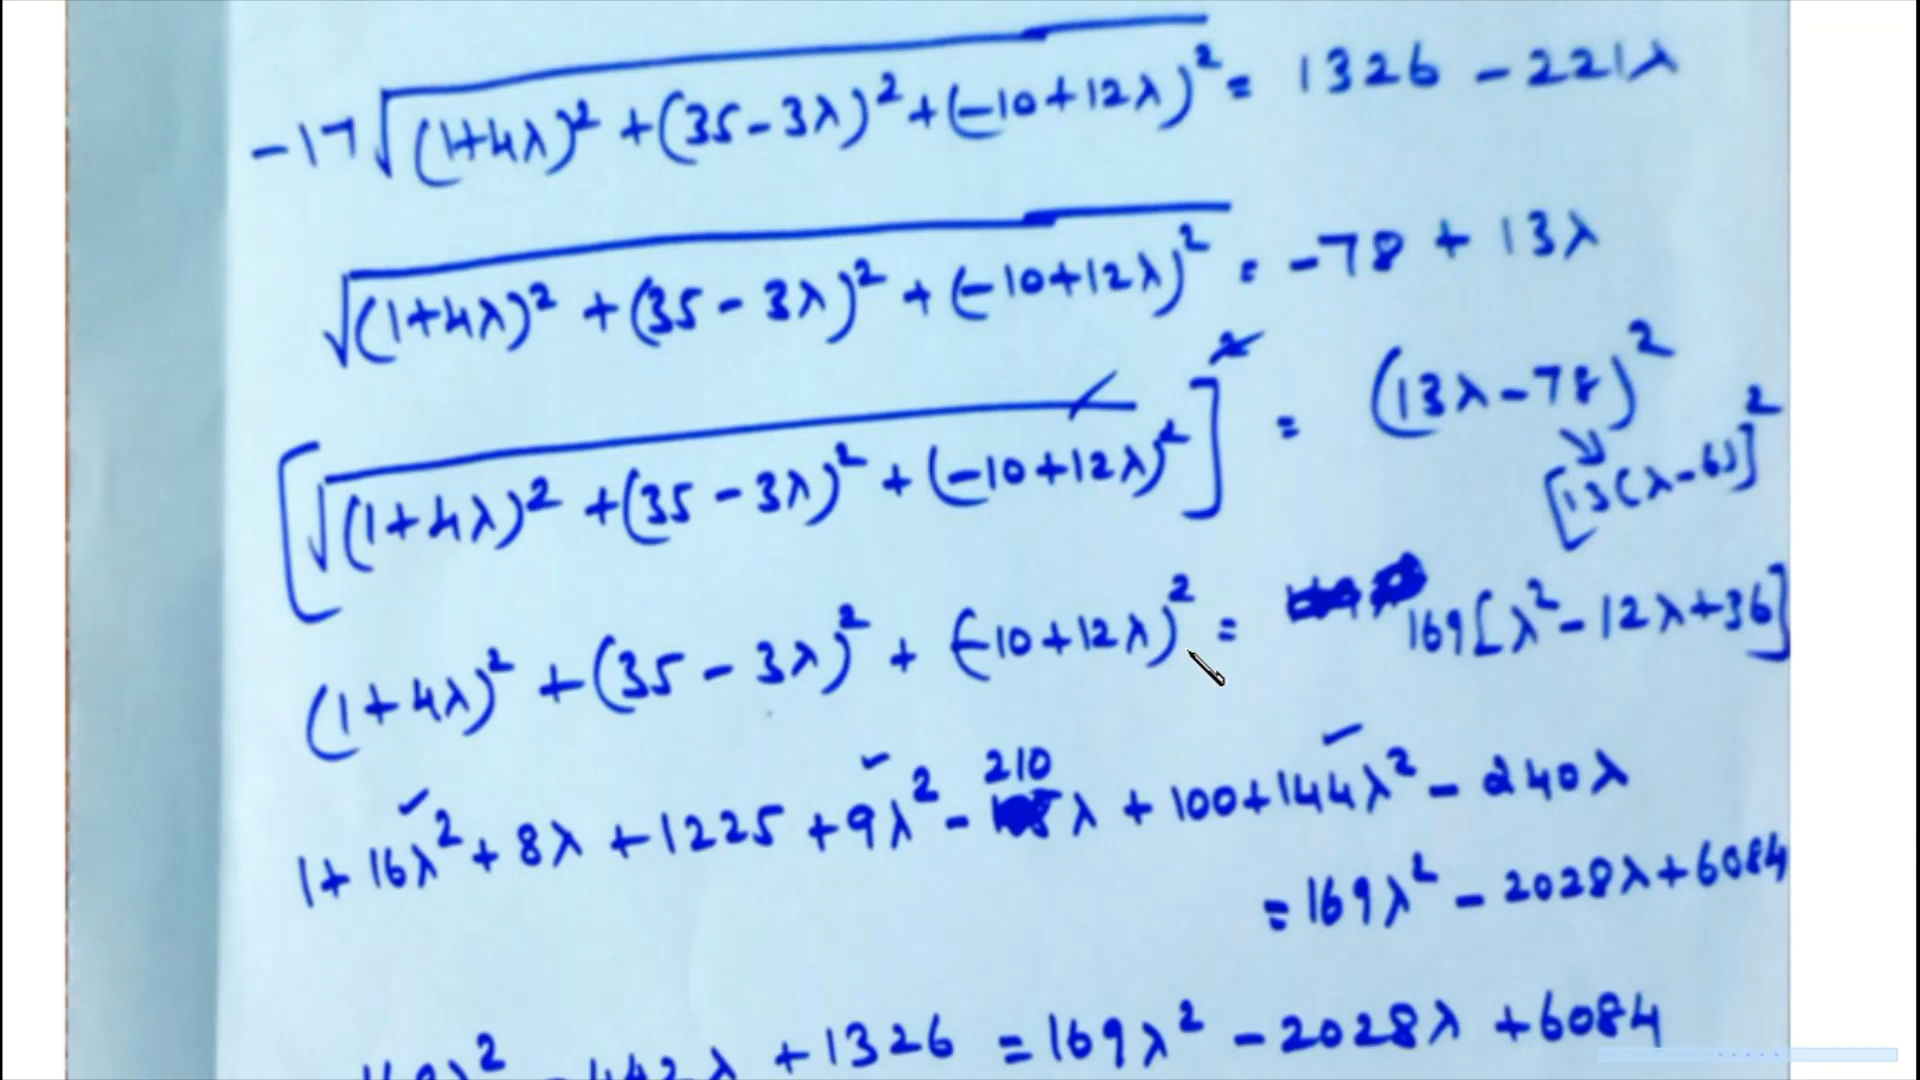 -17√((1+4λ)² + (35-3λ)² + (-10+12λ)²) = 1326 - 221λ
√((1+4λ)² + (35-3λ)² + (-10+12λ)²) = -78 + 13λ
[√((1+4λ)² + (35-3λ)² + (-10+12λ)²)]² = (13λ-78)²
[13(λ-6)]²
(1+4λ)² + (35-3λ)² + (-10+12λ)² = 169[λ²-12λ+36]
1+16λ²+8λ+1225+9λ²-210λ+100+144λ²-240λ
=169λ²-2028λ+6084
169λ² - 442λ + 1326 = 169λ² - 2028λ + 6084